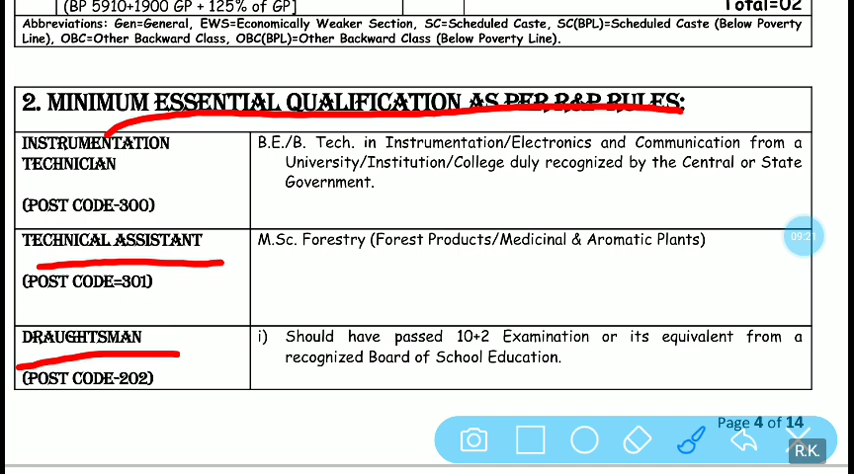 (BP 5910+1900 GP + 125% of GP]
Total=02
Abbreviations: Gen=General, EWS=Economically Weaker Section, SC=Scheduled Caste, SC(BPL)=Scheduled Caste (Below Poverty
Line), OBC=Other Backward Class, OBC(BPL)=Other Backward Class (Below Poverty Line).
2. MINIMUM ESSENTIAL QUALIFICATION AS PER R&P RULES:
INSTRUMENTATION
TECHNICIAN
(POST CODE-300)
B.E./B. Tech. in Instrumentation/Electronics and Communication from a
University/Institution/College duly recognized by the Central or State
Government.
TECHNICAL ASSISTANT
(POST CODE=301)
M.Sc. Forestry (Forest Products/Medicinal & Aromatic Plants)
09:21
DRAUGHTSMAN
(POST CODE-202)
i) Should have passed 10+2 Examination or its equivalent from a
recognized Board of School Education.
Page 4 of 14
R.K.